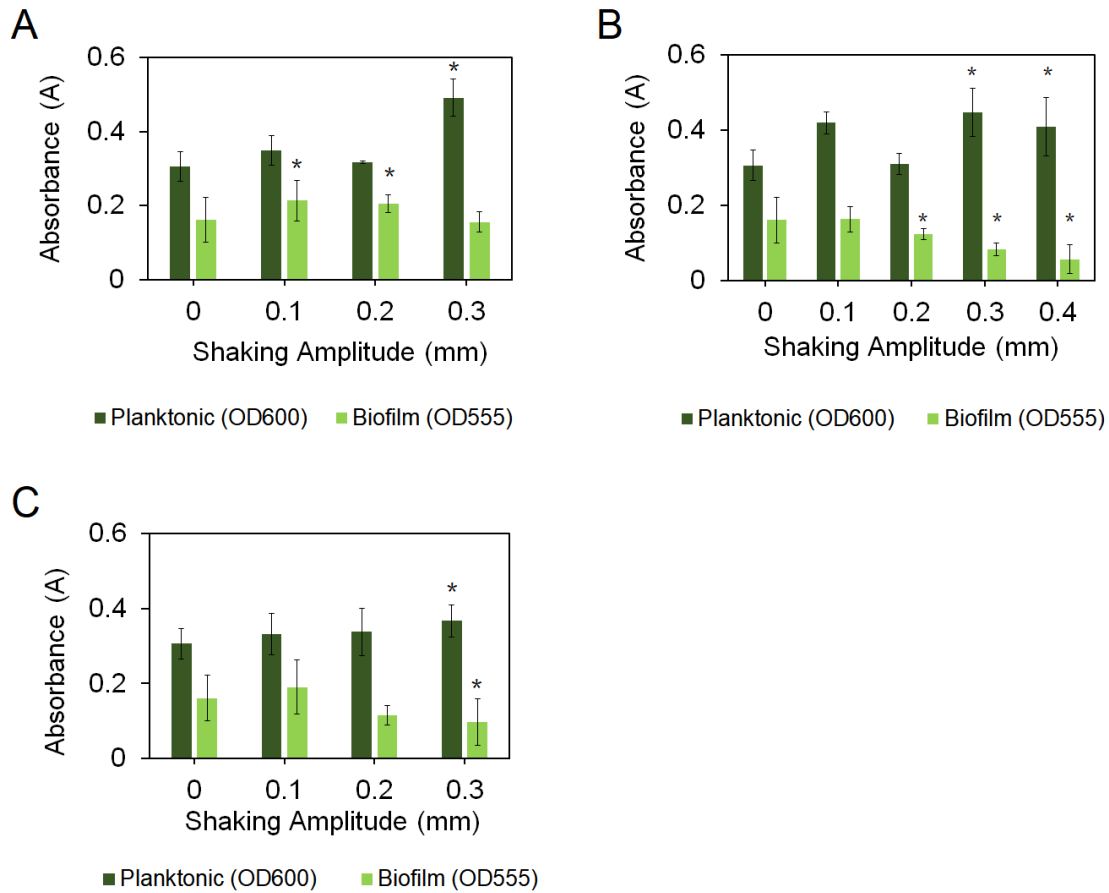 A
0.6
0.4
0.2
0
Absorbance (A)
*
*
*
0 0.1 0.2 0.3
Shaking Amplitude (mm)
Planktonic (OD600) Biofilm (OD555)
B
0.6
0.4
0.2
0
Absorbance (A)
* *
* * *
0 0.1 0.2 0.3 0.4
Shaking Amplitude (mm)
Planktonic (OD600) Biofilm (OD555)
C
0.6
0.4
0.2
0
Absorbance (A)
*
*
0 0.1 0.2 0.3
Shaking Amplitude (mm)
Planktonic (OD600) Biofilm (OD555)